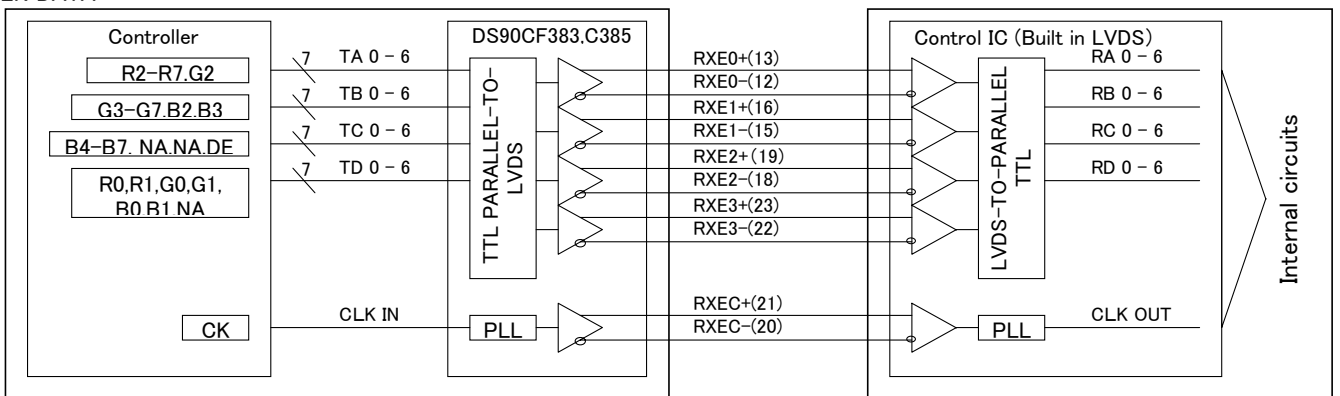 Controller
DS90CF383,C385
Control IC (Built in LVDS)
R2-R7.G2
7
TA 0 - 6
RXE0+(13)
RXE0-(12)
RA 0 - 6
G3-G7.B2.B3
7
TB 0 - 6
RXE1+(16)
RXE1-(15)
RB 0 - 6
B4-B7. NA.NA.DE
7
TC 0 - 6
RXE2+(19)
RXE2-(18)
RC 0 - 6
R0,R1,G0,G1,
B0.B1.NA
7
TD 0 - 6
RXE3+(23)
RXE3-(22)
RD 0 - 6
TTL PARALLEL-TO-
LVDS
LVDS-TO-PARALLEL
TTL
Internal circuits
CK
CLK IN
PLL
RXEC+(21)
RXEC-(20)
PLL
CLK OUT